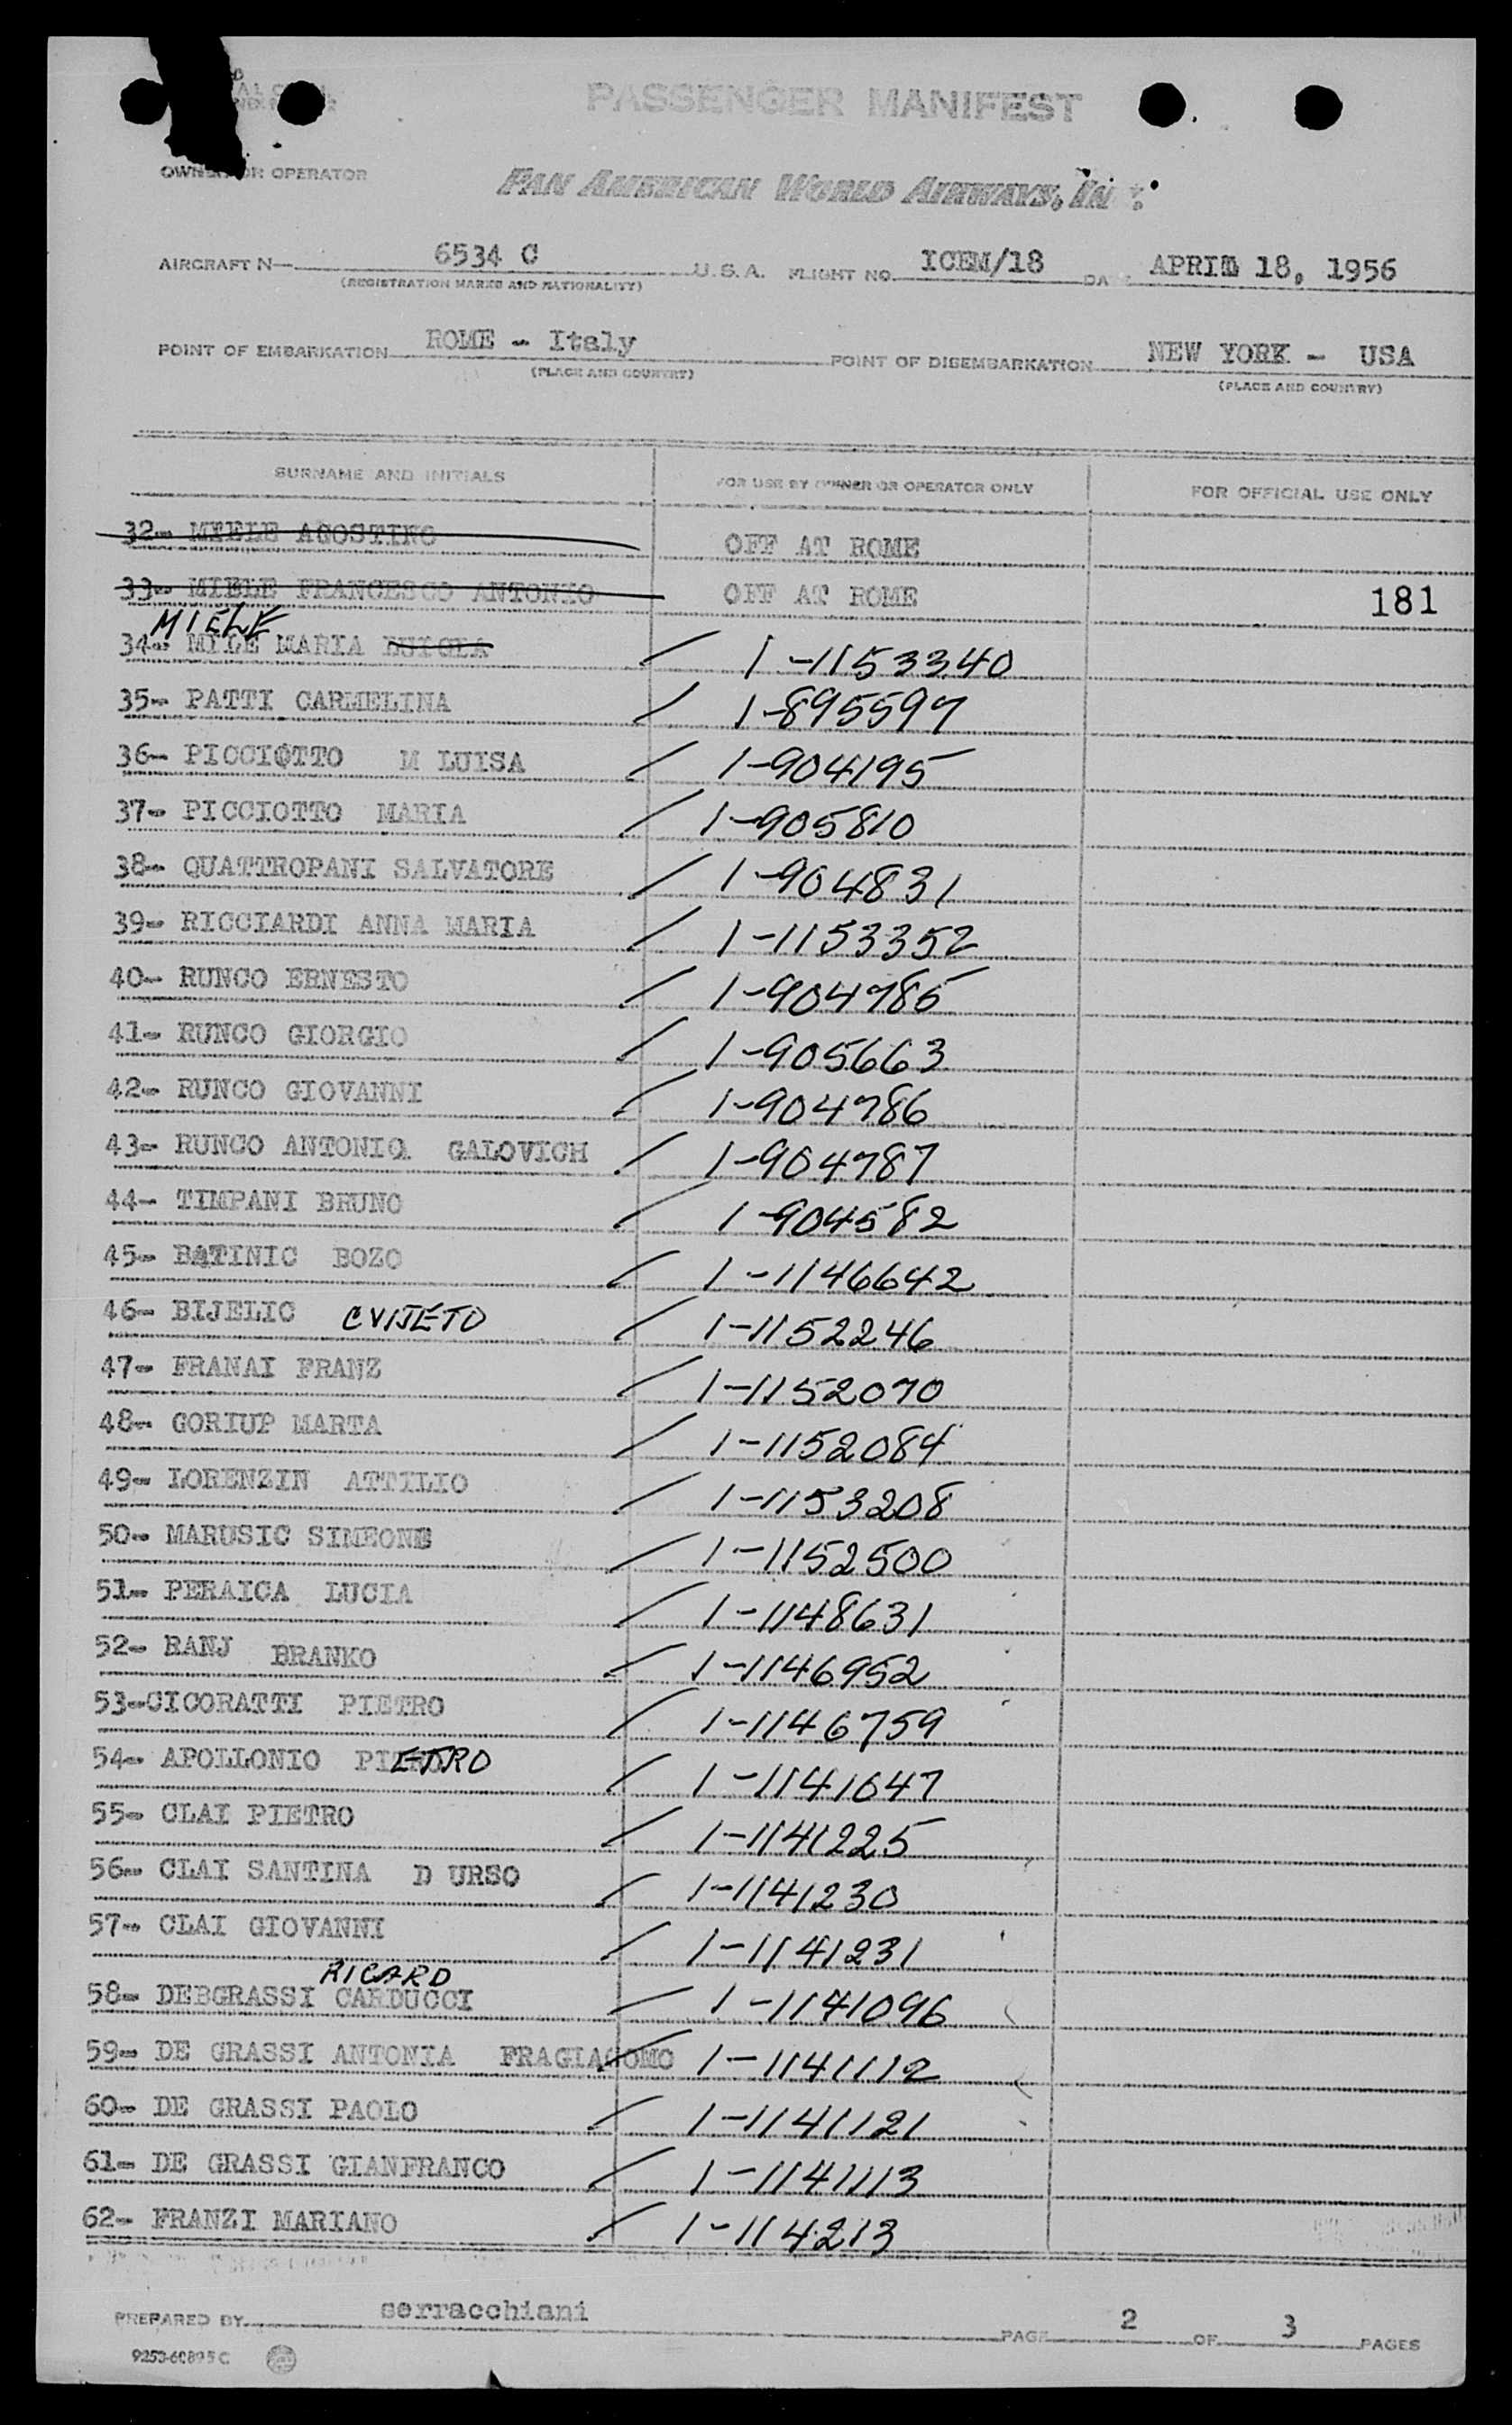 PASSENGER MANIFEST
OWNER OR OPERATOR
PAN AMERICAN WORLD AIRWAYS, INC.
AIRCRAFT N— 6534 C U.S.A. FLIGHT NO. ICEM/18 DATE APRIL 18, 1956
(REGISTRATION MARKS AND NATIONALITY)
POINT OF EMBARKATION ROME - Italy POINT OF DISEMBARKATION NEW YORK - USA
(PLACE AND COUNTRY) (PLACE AND COUNTRY)
SURNAME AND INITIALS FOR USE BY OWNER OR OPERATOR ONLY FOR OFFICIAL USE ONLY
32- MIELE AGOSTINO OFF AT ROME
33- MIELE FRANCESCO ANTONIO OFF AT ROME 181
MIELE
34- MILE MARIA LUIGIA / 1-1153340
35- PATTI CARMELINA / 1-895597
36- PICCIOTTO M LUISA / 1-904195
37- PICCIOTTO MARIA / 1-905810
38- QUATTROPANI SALVATORE / 1-904831
39- RICCIARDI ANNA MARIA / 1-1153352
40- RUNCO ERNESTO / 1-904785
41- RUNCO GIORGIO / 1-905663
42- RUNCO GIOVANNI / 1-904786
43- RUNCO ANTONIA GALOVICH / 1-904787
44- TIMPANI BRUNO / 1-904582
45- BATINIC BOZO / 1-1146642
46- BIJELIC CVIJETO / 1-1152246
47- FRANAI FRANZ / 1-1152070
48- GORIUP MARTA / 1-1152084
49- LORENZIN ATTILIO / 1-1153208
50- MARUSIC SIMEONE / 1-1152500
51- PERAICA LUCIA / 1-1148631
52- RANJ BRANKO / 1-1146952
53-CICORATTI PIETRO / 1-1146759
54- APOLLONIO PIETRO / 1-1141047
55- CLAI PIETRO / 1-1141225
56- CLAI SANTINA D URSO / 1-1141230
57- CLAI GIOVANNI / 1-1141231
RICARD
58- DEBGRASSI CARDUCCI / 1-1141096
59- DE GRASSI ANTONIA FRAGIACOMO / 1-1141112
60- DE GRASSI PAOLO / 1-1141121
61- DE GRASSI GIANFRANCO / 1-1141113
62- FRANZI MARIANO / 1-114213
PREPARED BY serracchiani PAGE 2 OF 3 PAGES